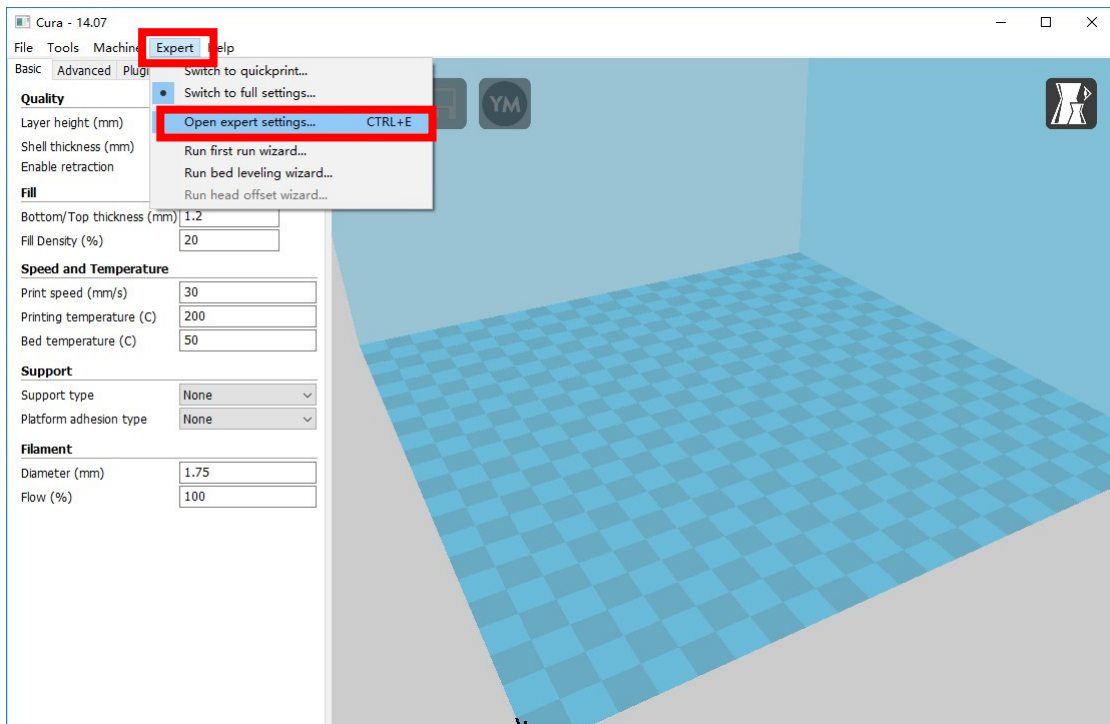 Cura - 14.07
File Tools Machine Expert Help
Basic Advanced
Switch to quickprint...
Switch to full settings...
Open expert settings... CTRL+E
Run first run wizard...
Run bed leveling wizard...
Run head offset wizard...
YM
Quality
Layer height (mm)
Shell thickness (mm)
Enable retraction
Fill
Bottom/Top thickness (mm) 1.2
Fill Density (%) 20
Speed and Temperature
Print speed (mm/s) 30
Printing temperature (C) 200
Bed temperature (C) 50
Support
Support type None
Platform adhesion type None
Filament
Diameter (mm) 1.75
Flow (%) 100